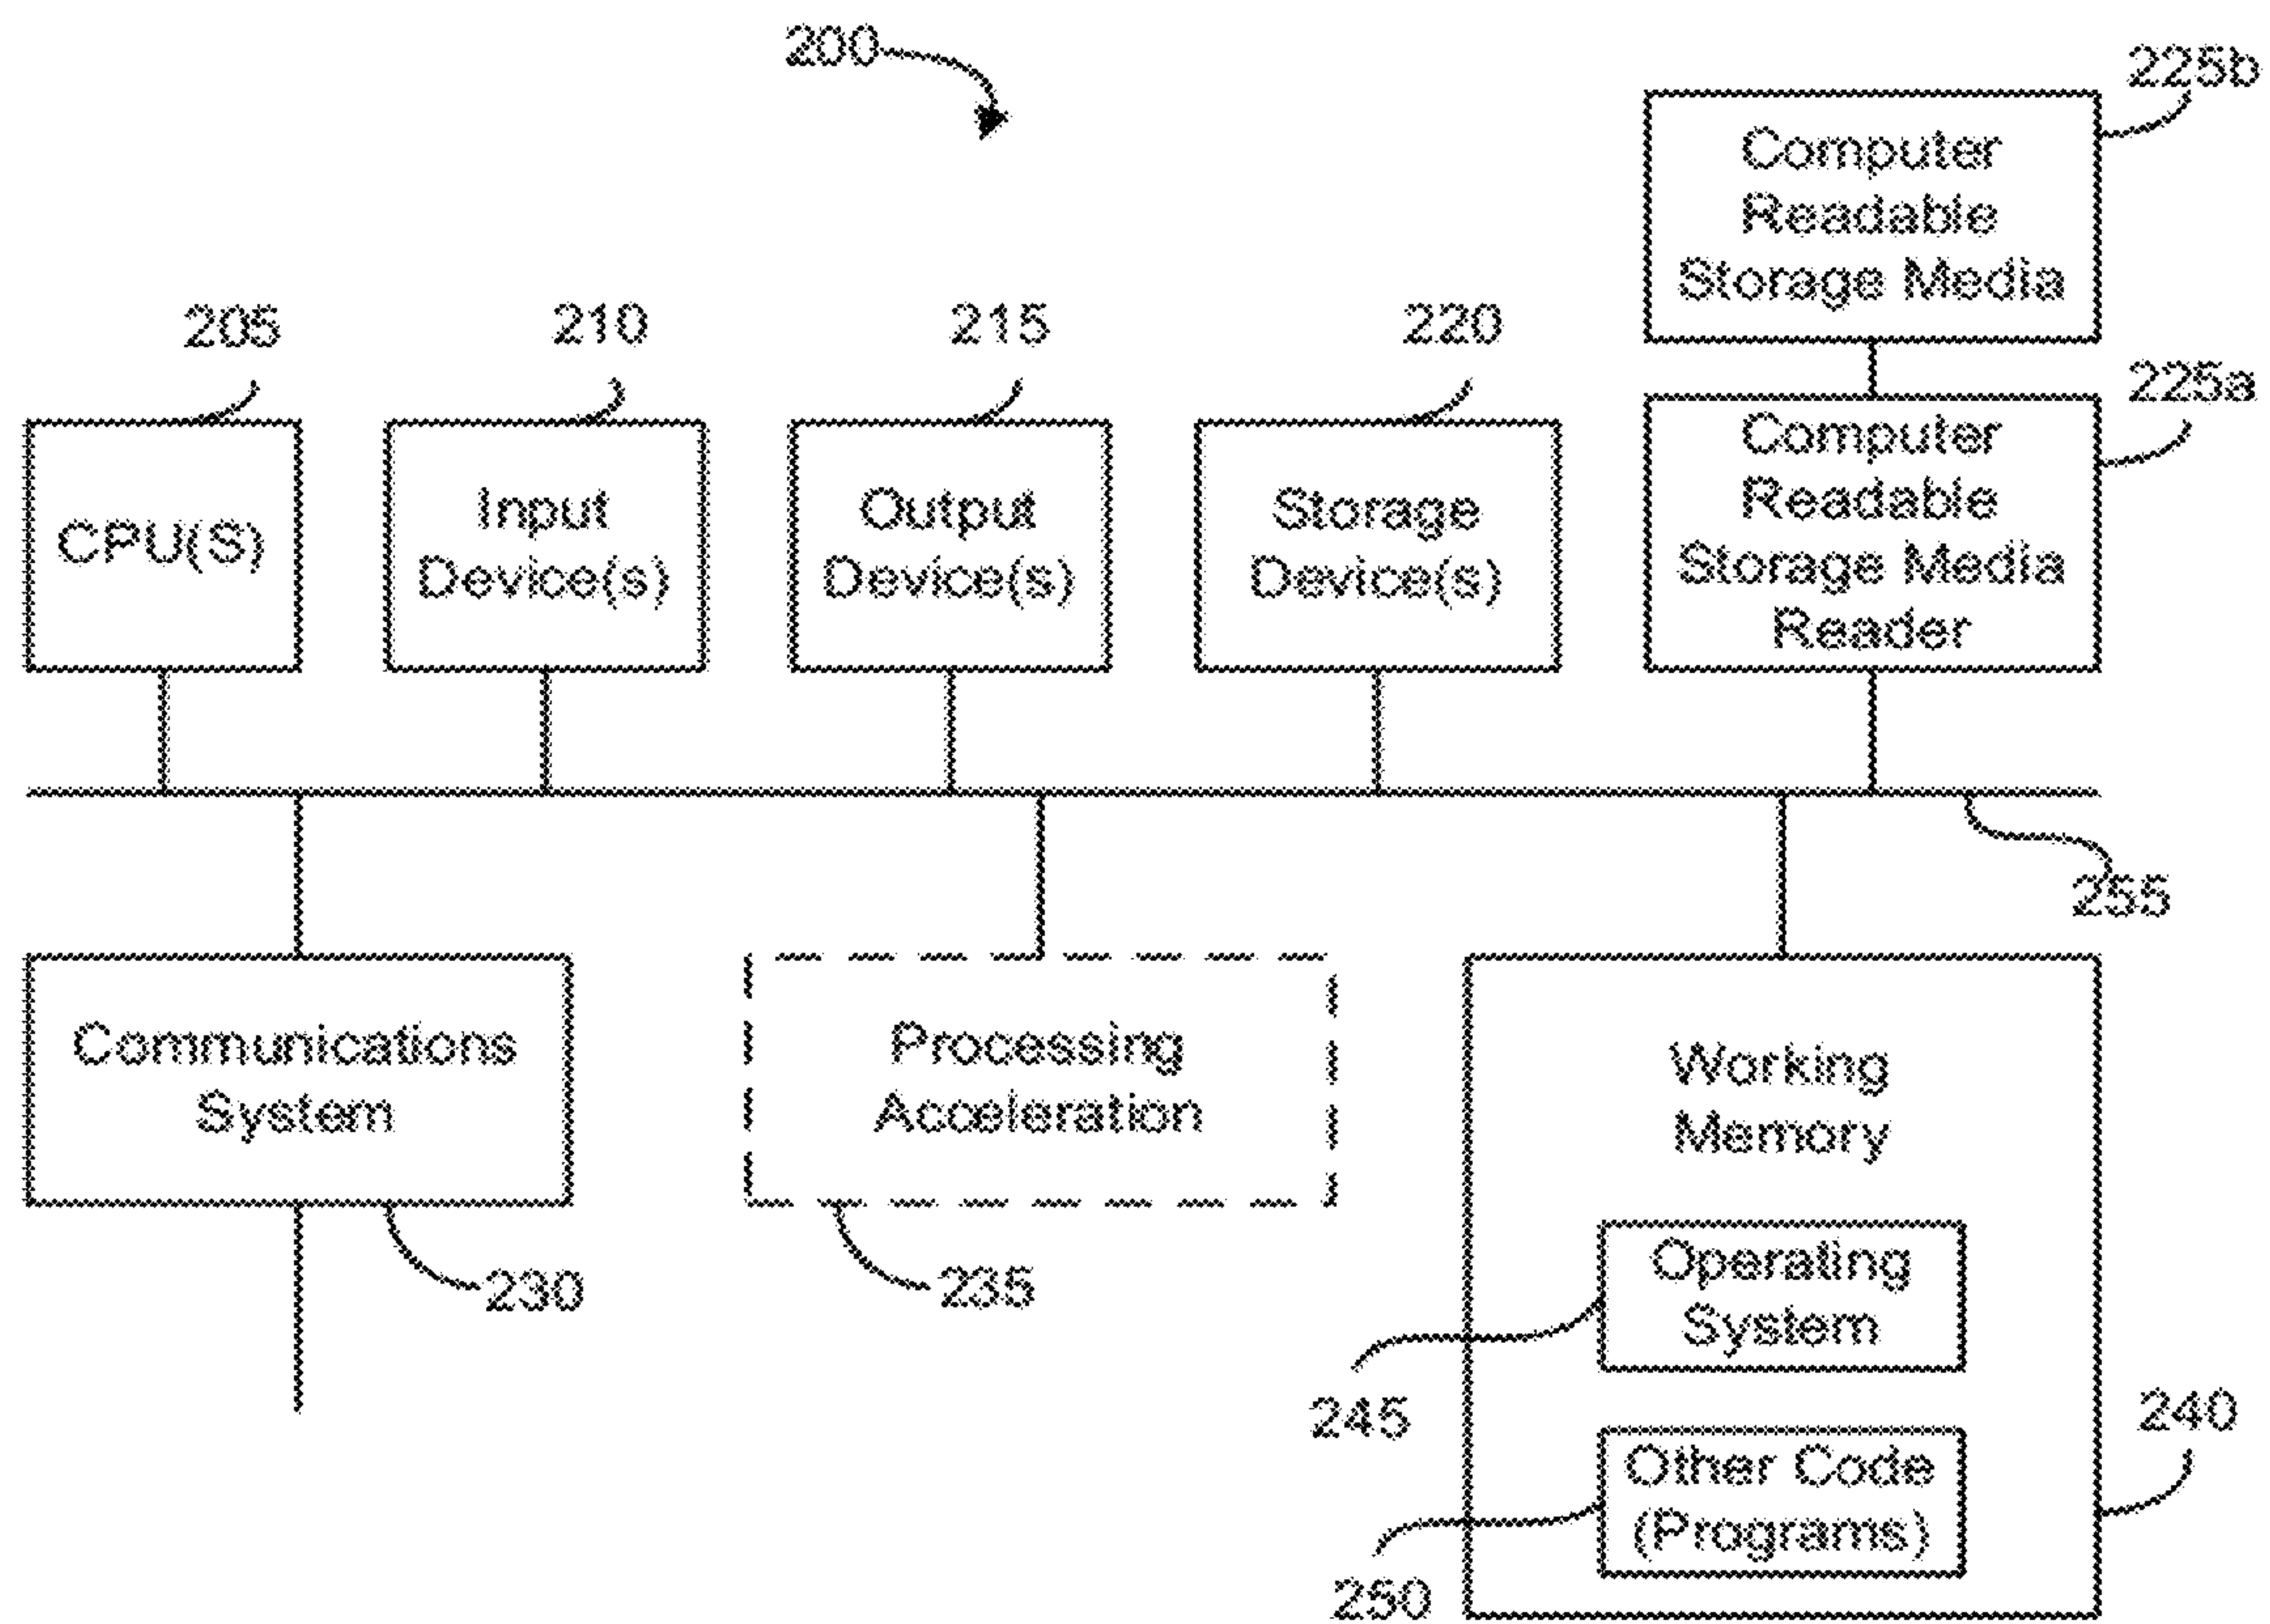 200
225b
Computer
Readable
Storage Media
205
210
215
220
225a
CPU(S)
Input
Device(s)
Output
Device(s)
Storage
Device(s)
Computer
Readable
Storage Media
Reader
255
Communications
System
Processing
Acceleration
Working
Memory
230
235
Operating
System
245
240
Other Code
(Programs)
250